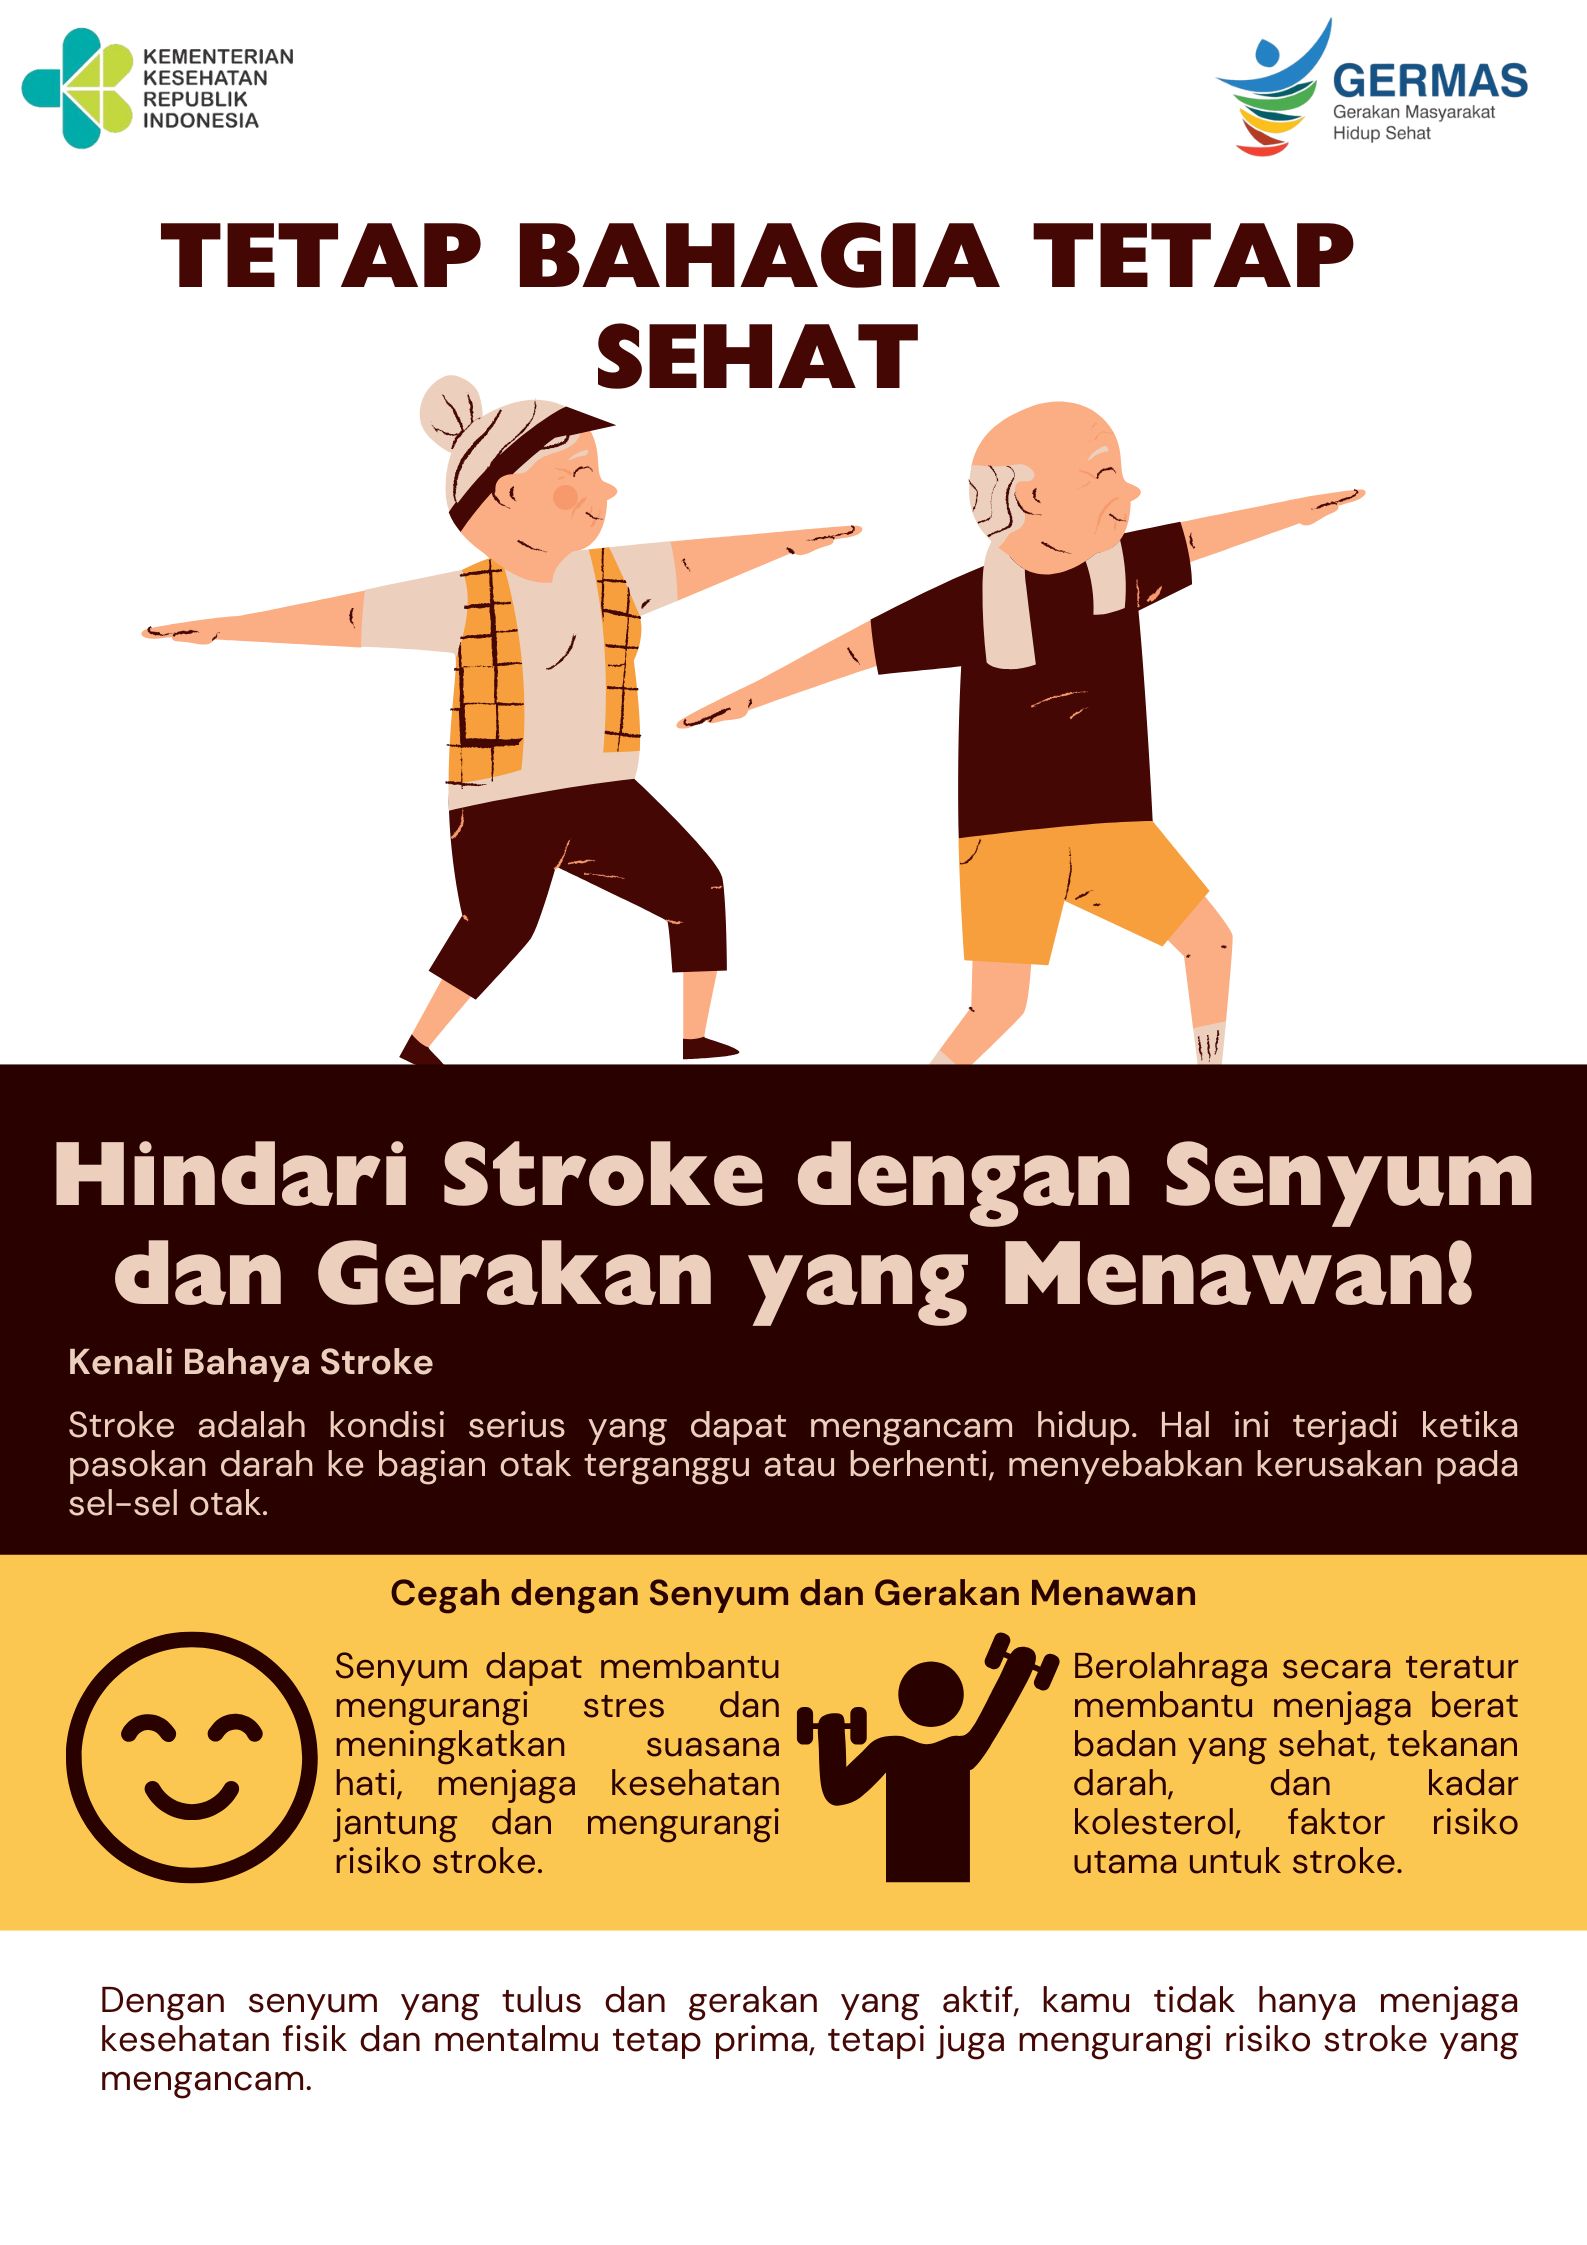 KEMENTERIAN
KESEHATAN
REPUBLIK
INDONESIA
GERMAS
Gerakan Masyarakat
Hidup Sehat
TETAP BAHAGIA TETAP
SEHAT
Hindari Stroke dengan Senyum
dan Gerakan yang Menawan!
Kenali Bahaya Stroke
Stroke adalah kondisi serius yang dapat mengancam hidup. Hal ini terjadi ketika
pasokan darah ke bagian otak terganggu atau berhenti, menyebabkan kerusakan pada
sel-sel otak.
Cegah dengan Senyum dan Gerakan Menawan
Senyum dapat membantu
mengurangi stres dan
meningkatkan suasana
hati, menjaga kesehatan
jantung dan mengurangi
risiko stroke.
Berolahraga secara teratur
membantu menjaga berat
badan yang sehat, tekanan
darah, dan kadar
kolesterol, faktor risiko
utama untuk stroke.
Dengan senyum yang tulus dan gerakan yang aktif, kamu tidak hanya menjaga
kesehatan fisik dan mentalmu tetap prima, tetapi juga mengurangi risiko stroke yang
mengancam.